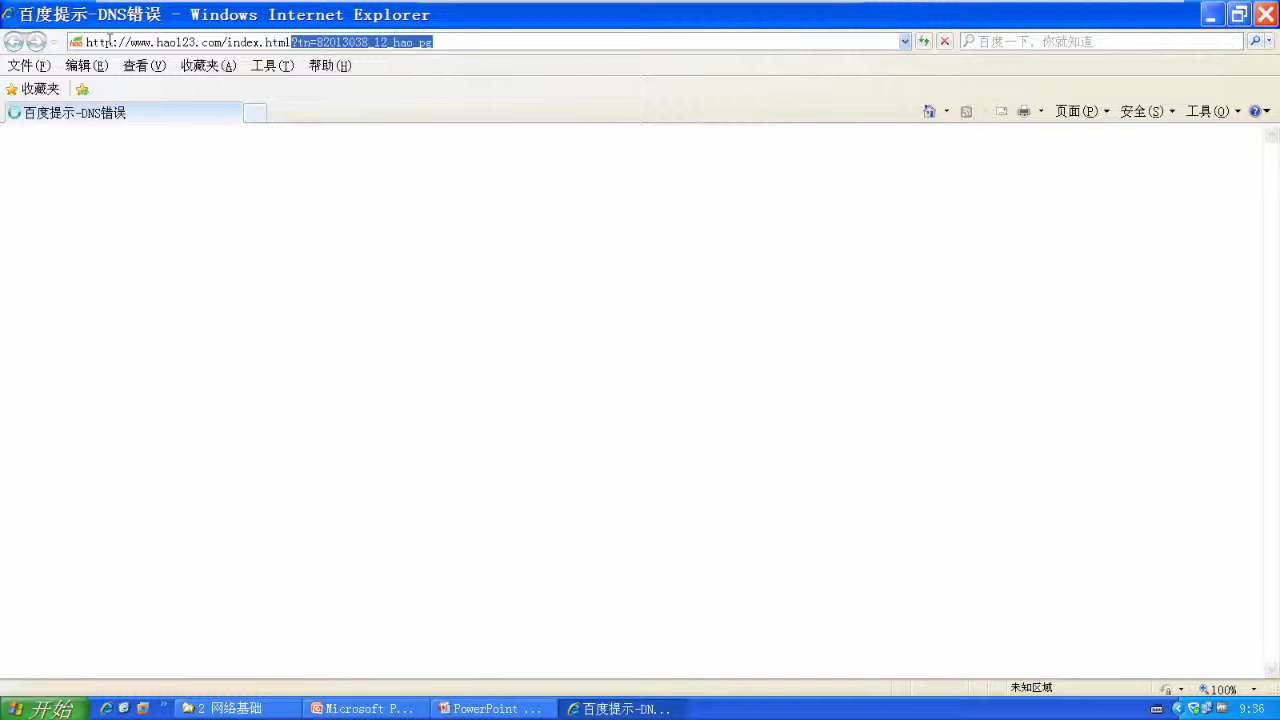 百度提示-DNS错误 - Windows Internet Explorer
http://www.hao123.com/index.html?tn=82013038_12_hao_pg
百度一下，你就知道
文件(F) 编辑(E) 查看(V) 收藏夹(A) 工具(T) 帮助(H)
收藏夹
百度提示-DNS错误
页面(P) 安全(S) 工具(O)
未知区域
100%
开始
2 网络基础
Microsoft P...
PowerPoint ...
百度提示-DN...
9:36